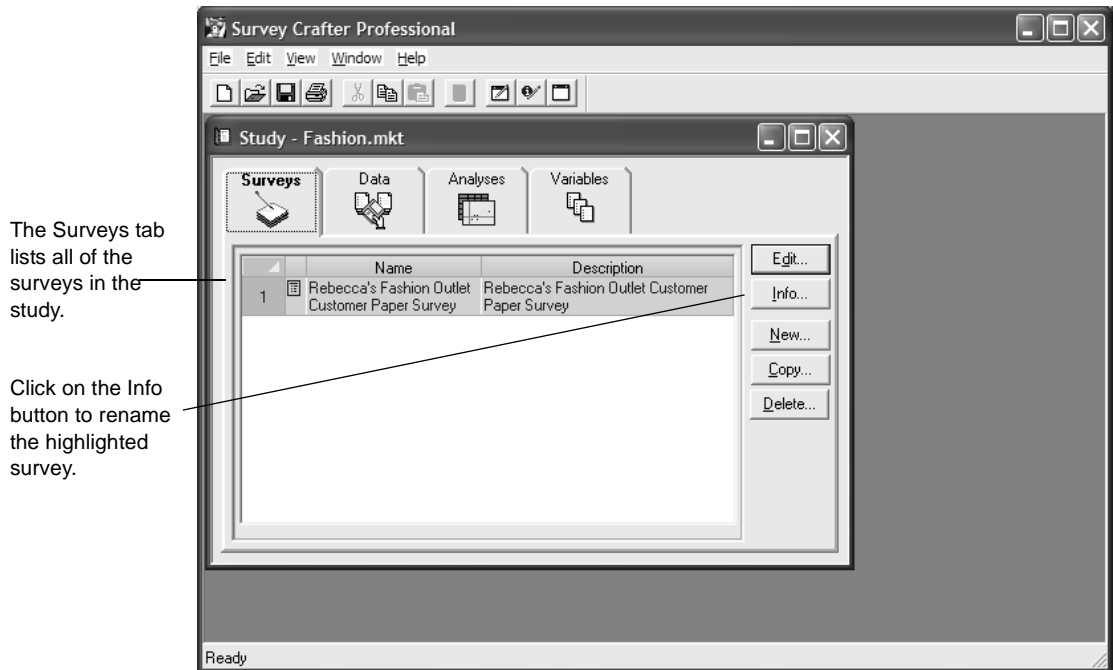 Survey Crafter Professional
File Edit View Window Help
Study - Fashion.mkt
Surveys Data Analyses Variables
The Surveys tab
lists all of the
surveys in the
study.
Name Description
1 Rebecca's Fashion Outlet Rebecca's Fashion Outlet Customer
Customer Paper Survey Paper Survey
Edit...
Info...
New...
Copy...
Delete...
Click on the Info
button to rename
the highlighted
survey.
Ready